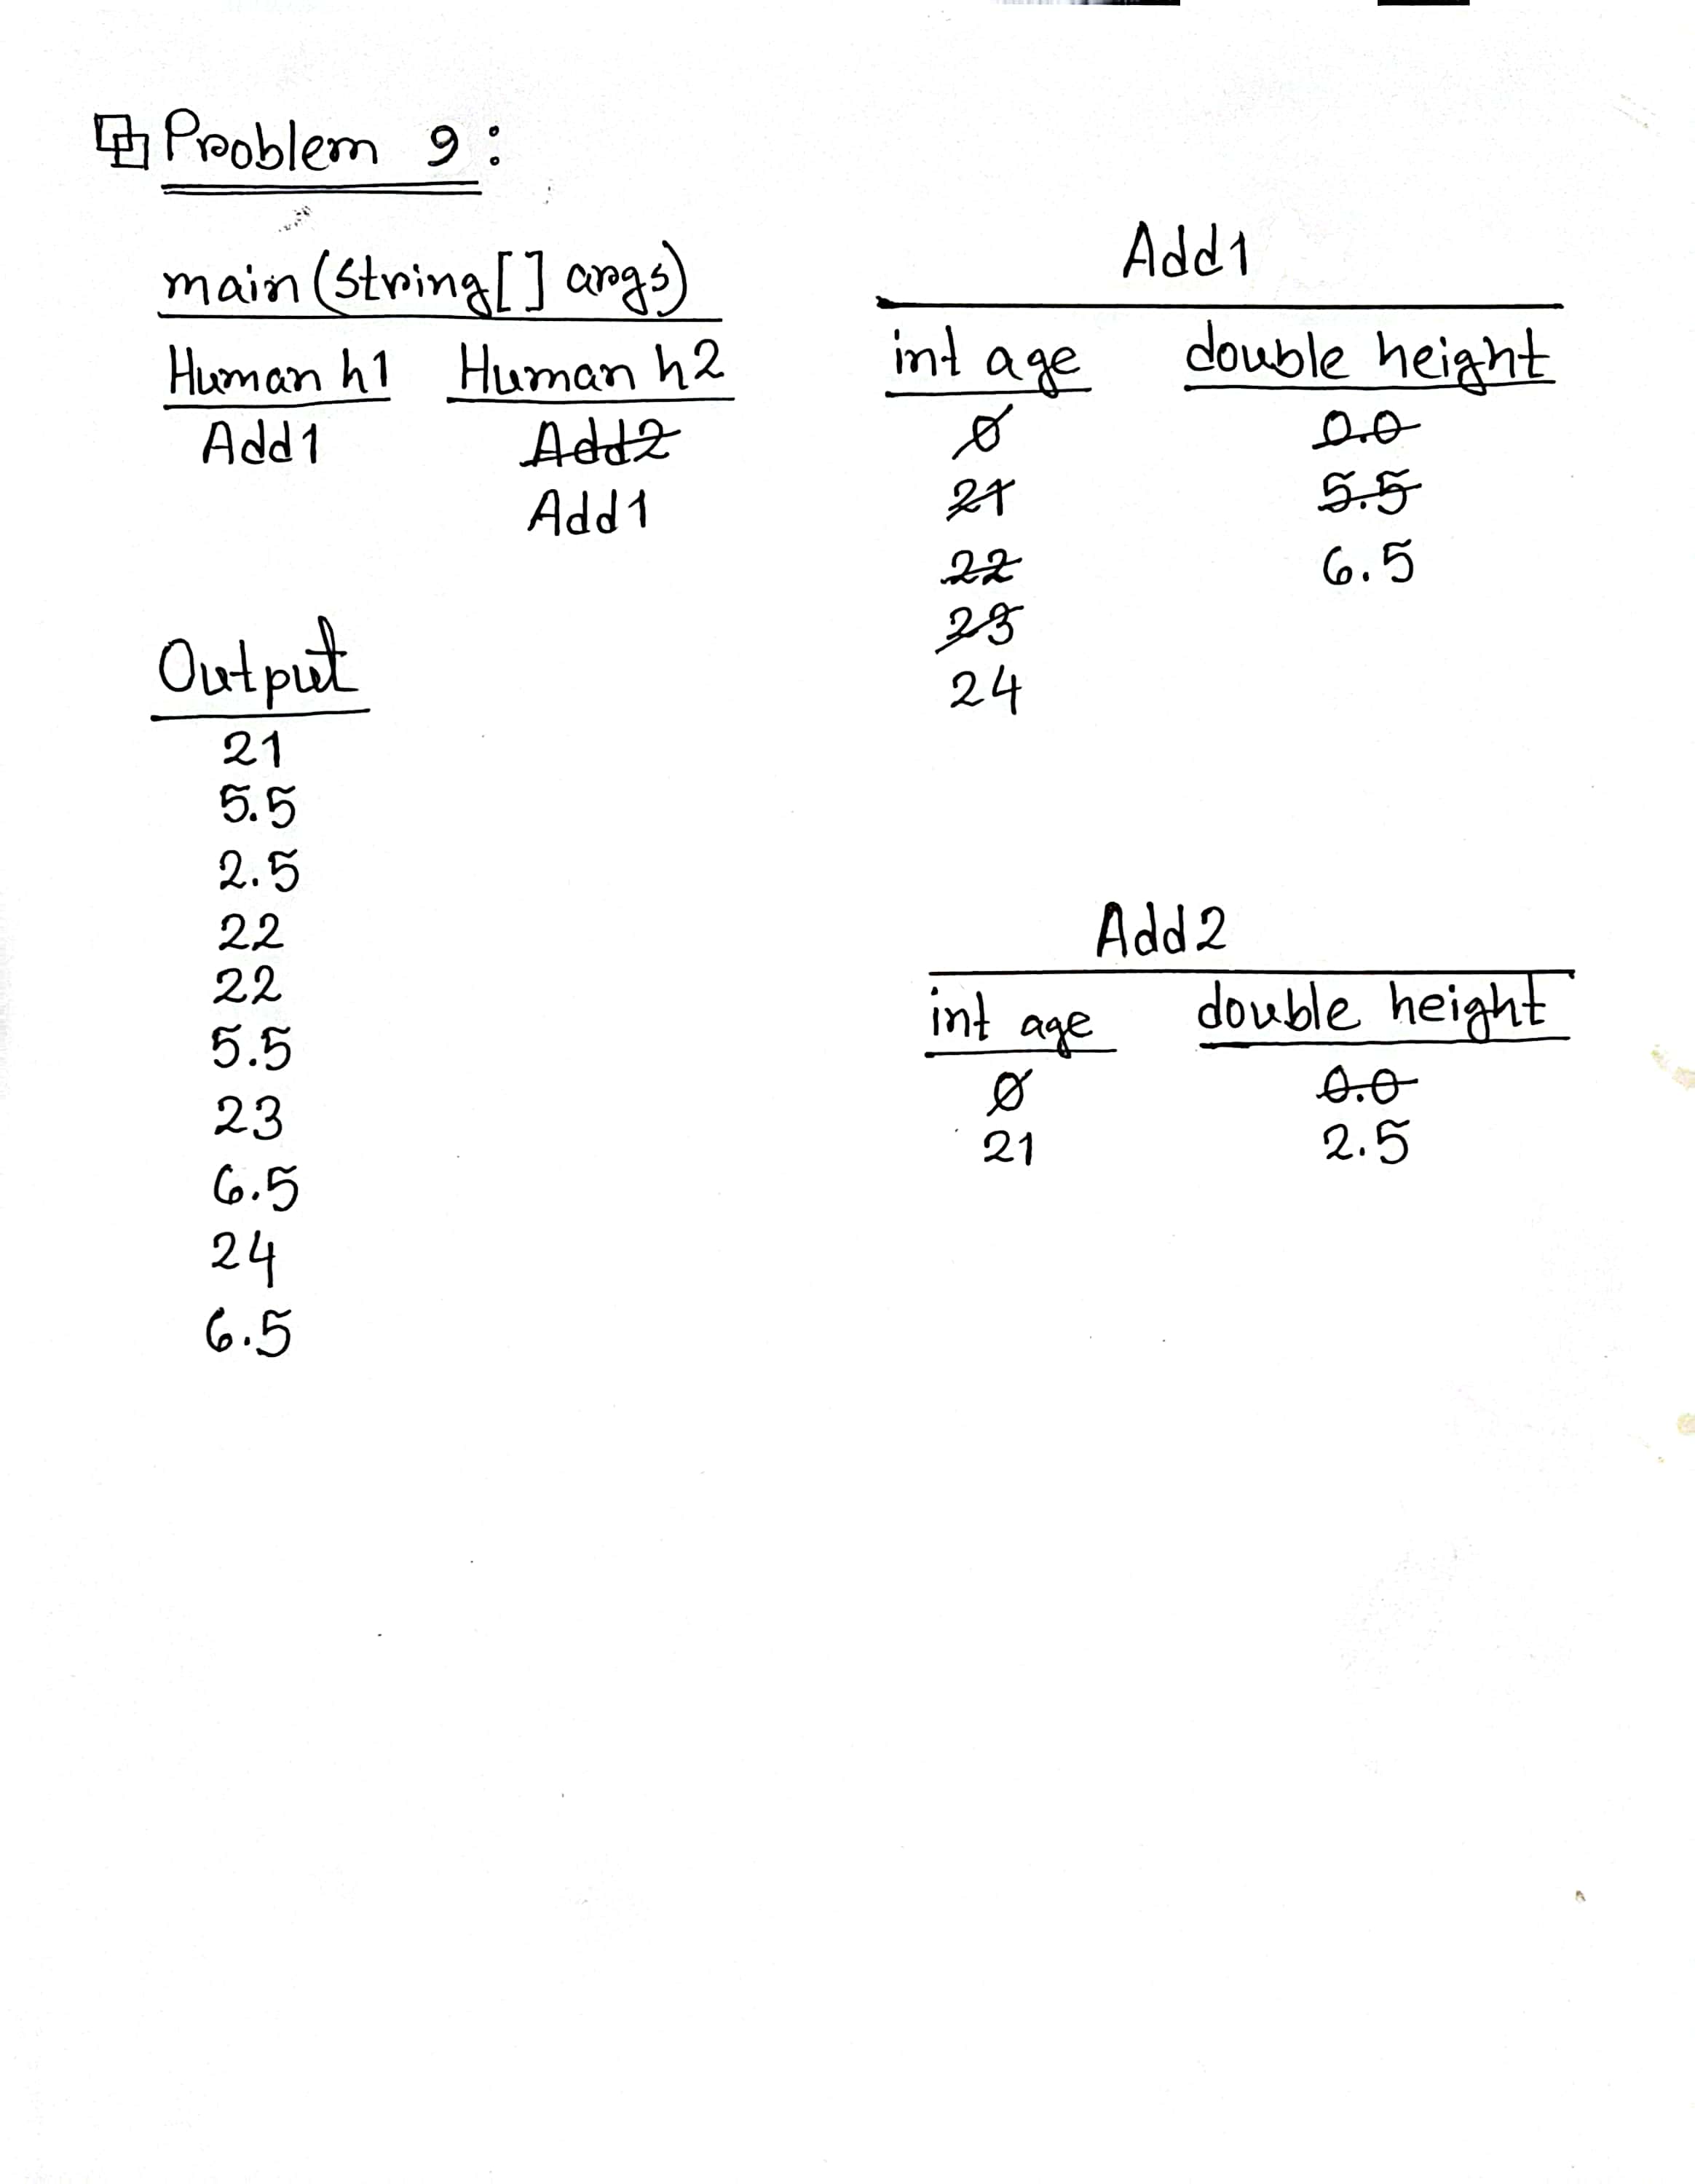 Problem 9:
main(String[] args)
Human h1 Human h2
Add1 Add2
Add1
Output
21
5.5
2.5
22
22
5.5
23
6.5
24
6.5
Add1
int age double height
0 0.0
21 5.5
22 6.5
23
24
Add2
int age double height
0 0.0
21 2.5